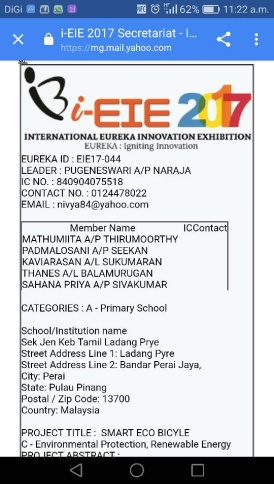 DiGi 62% 11:22 a.m.
i-EIE 2017 Secretariat - I...
https://mg.mail.yahoo.com
i-EIE 2017
INTERNATIONAL EUREKA INNOVATION EXHIBITION
EUREKA : Igniting Innovation
EUREKA ID : EIE17-044
LEADER : PUGENESWARI A/P NARAJA
IC NO. : 840904075518
CONTACT NO. : 0124478022
EMAIL : nivya84@yahoo.com
Member Name ICContact
MATHUMIITA A/P THIRUMOORTHY
PADMALOSANI A/P SEEKAN
KAVIARASAN A/L SUKUMARAN
THANES A/L BALAMURUGAN
SAHANA PRIYA A/P SIVAKUMAR
CATEGORIES : A - Primary School
School/Institution name
Sek Jen Keb Tamil Ladang Prye
Street Address Line 1: Ladang Pyre
Street Address Line 2: Bandar Perai Jaya,
City: Perai
State: Pulau Pinang
Postal / Zip Code: 13700
Country: Malaysia
PROJECT TITLE : SMART ECO BICYLE
C - Environmental Protection, Renewable Energy
PROJECT ABSTRACT :